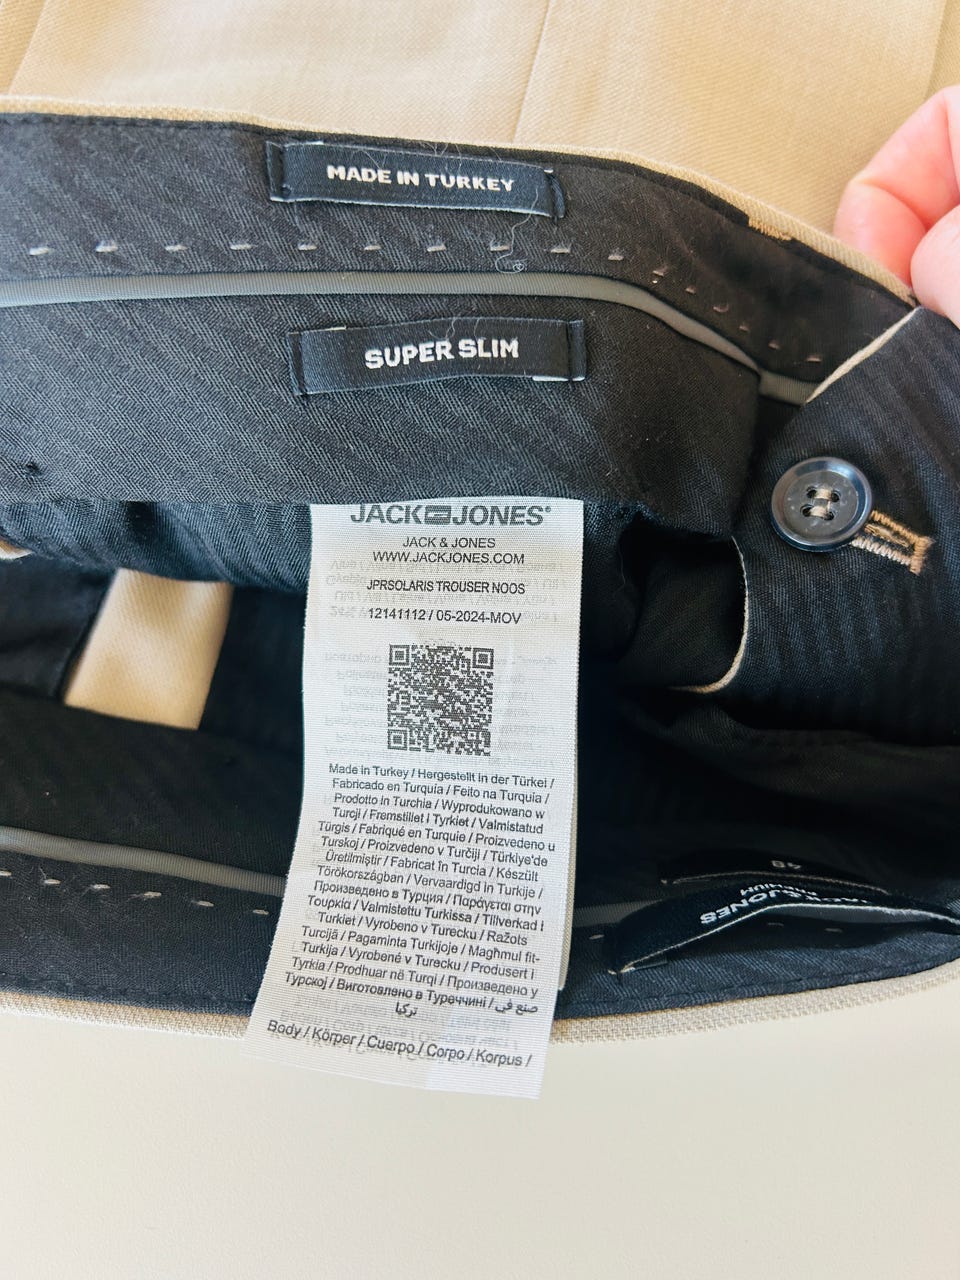 MADE IN TURKEY
SUPER SLIM
JACK & JONES®
JACK & JONES
WWW.JACKJONES.COM
JPRSOLARIS TROUSER NOOS
12141112 / 05-2024-MOV
Made in Turkey / Hergestellt in der Türkei /
Fabricado en Turquía / Feito na Turquia /
Prodotto in Turchia / Wyprodukowano w
Turcji / Fremstillet i Tyrkiet / Valmistatud
Türgis / Fabriqué en Turquie / Proizvedeno u
Turskoj / Proizvedeno v Turčiji / Türkiye'de
Üretilmiştir / Fabricat în Turcia / Készült
Törökországban / Vervaardigd in Turkije /
Произведено в Турция / Παράγεται στην
Τουρκία / Valmistettu Turkissa / Tillverkad i
Turkiet / Vyrobeno v Turecku / Ražots
Turcijā / Pagaminta Turkijoje / Magħmul fit-
Turkija / Vyrobené v Turecku / Produsert i
Tyrkia / Prodhuar në Turqi / Произведено у
Турској / Виготовлено в Туреччині / صنع في
تركيا
Body / Körper / Cuerpo / Corpo / Korpus /
48
JACK & JONES
PREMIUM